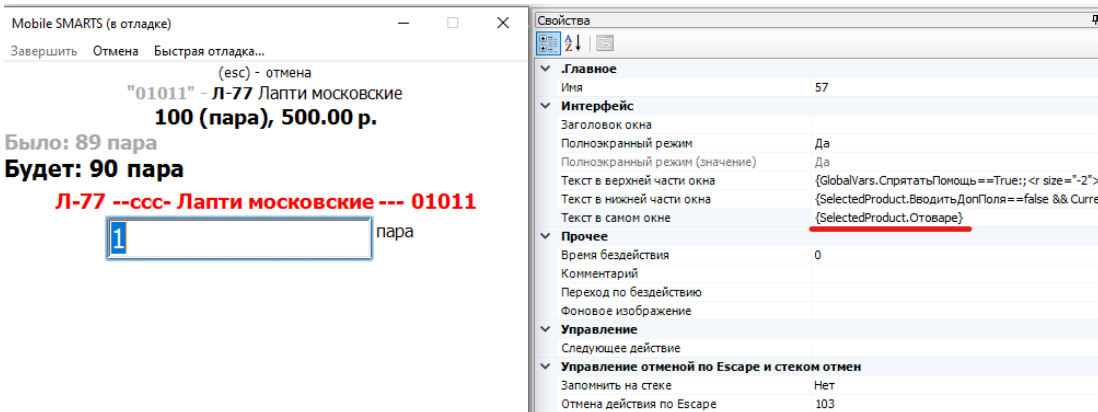 Mobile SMARTS (в отладке)
Завершить Отмена Быстрая отладка...
(esc) - отмена
"01011" - Л-77 Лапти московские
100 (пара), 500.00 р.
Было: 89 пара
Будет: 90 пара
Л-77 --ссс- Лапти московские --- 01011
1 пара
Свойства
.Главное
Имя 57
Интерфейс
Заголовок окна
Полноэкранный режим Да
Полноэкранный режим (значение) Да
Текст в верхней части окна {GlobalVars.СпрятатьПомощь==True:;<r size="-2">
Текст в нижней части окна {SelectedProduct.ВводитьДопПоля==false && Curre
Текст в самом окне {SelectedProduct.Отоваре}
Прочее
Время бездействия 0
Комментарий
Переход по бездействию
Фоновое изображение
Управление
Следующее действие
Управление отменой по Escape и стеком отмен
Запомнить на стеке Нет
Отмена действия по Escape 103